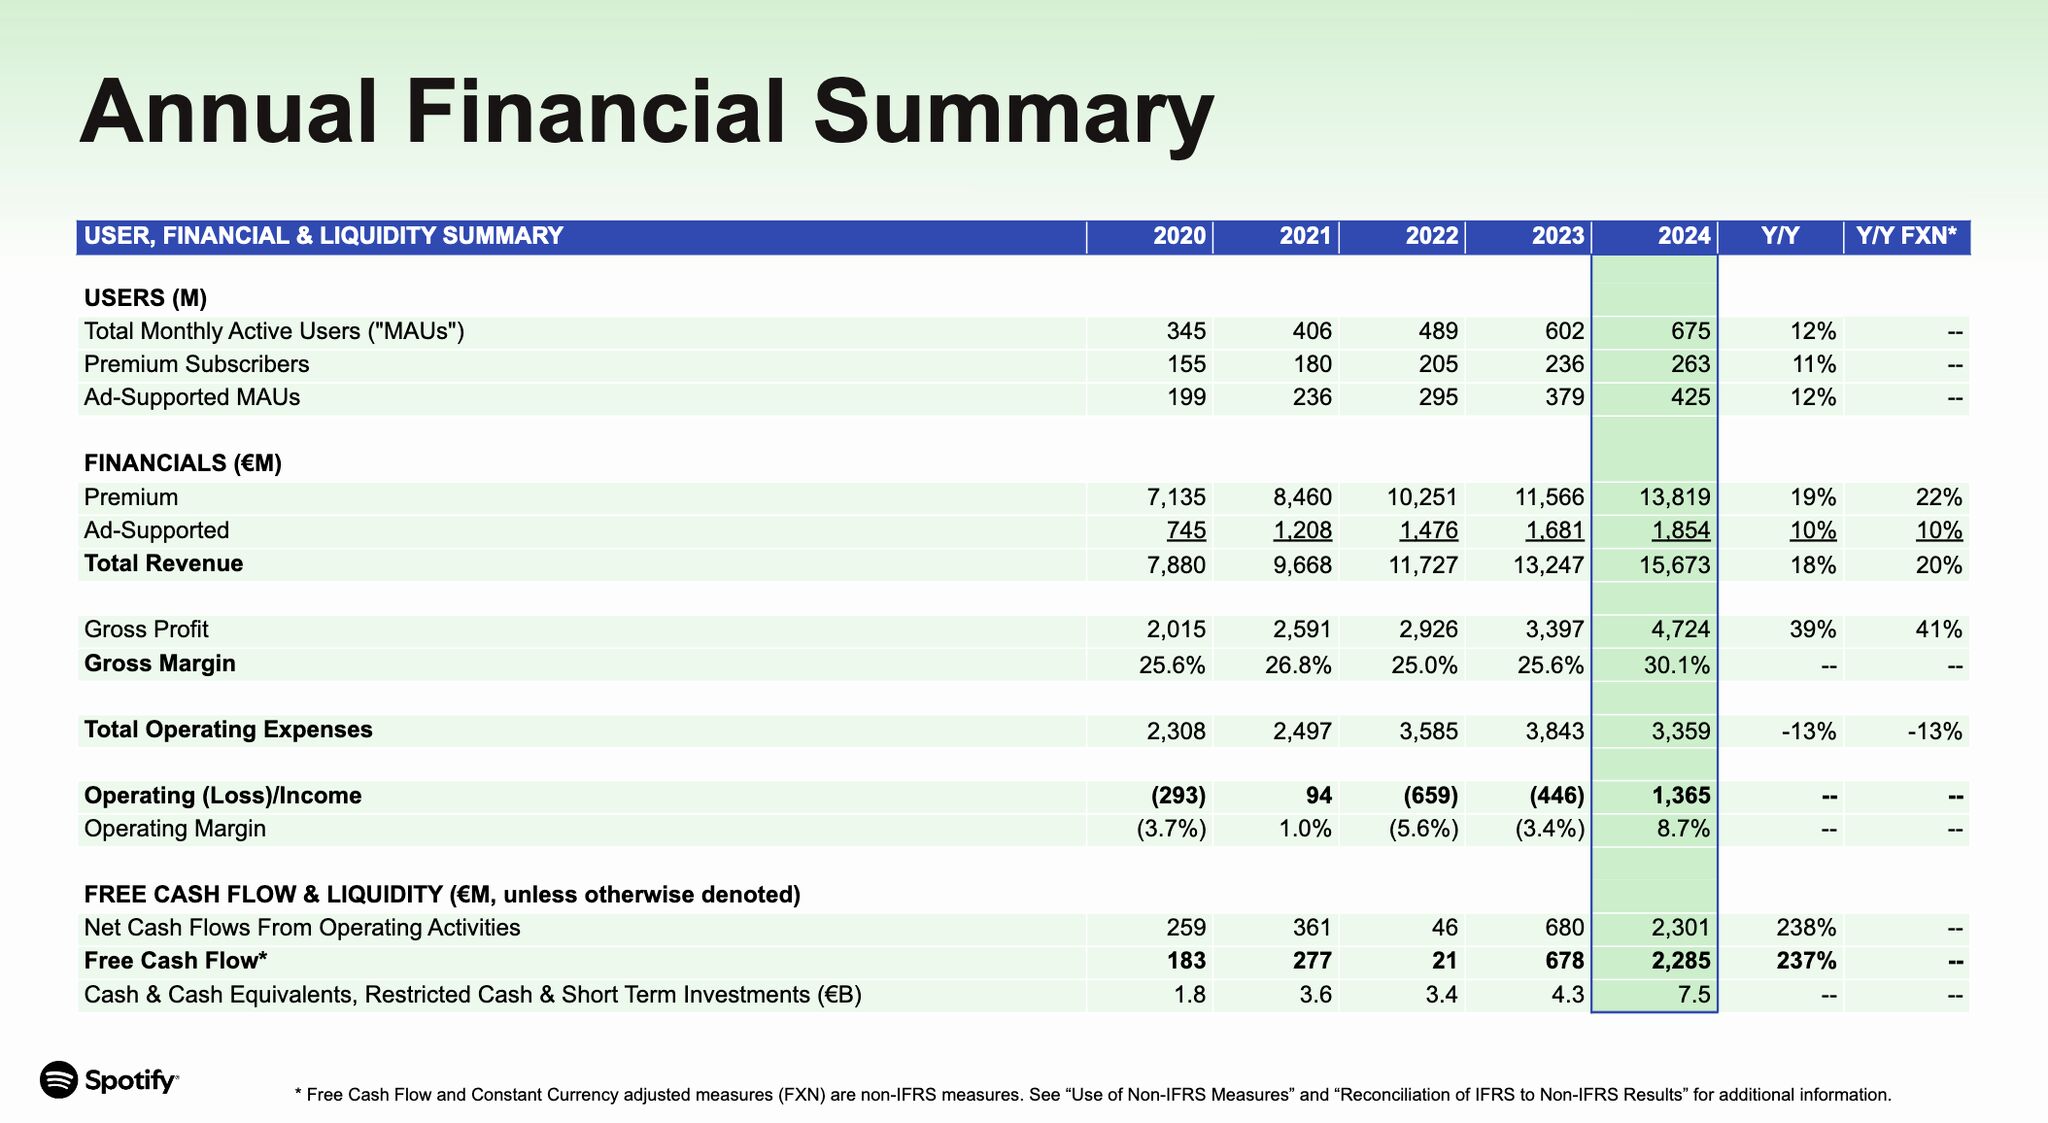 Annual Financial Summary
USER, FINANCIAL & LIQUIDITY SUMMARY 2020 2021 2022 2023 2024 Y/Y Y/Y FXN*
USERS (M)
Total Monthly Active Users ("MAUs") 345 406 489 602 675 12% --
Premium Subscribers 155 180 205 236 263 11% --
Ad-Supported MAUs 199 236 295 379 425 12% --
FINANCIALS (€M)
Premium 7,135 8,460 10,251 11,566 13,819 19% 22%
Ad-Supported 745 1,208 1,476 1,681 1,854 10% 10%
Total Revenue 7,880 9,668 11,727 13,247 15,673 18% 20%
Gross Profit 2,015 2,591 2,926 3,397 4,724 39% 41%
Gross Margin 25.6% 26.8% 25.0% 25.6% 30.1% -- --
Total Operating Expenses 2,308 2,497 3,585 3,843 3,359 -13% -13%
Operating (Loss)/Income (293) 94 (659) (446) 1,365 -- --
Operating Margin (3.7%) 1.0% (5.6%) (3.4%) 8.7% -- --
FREE CASH FLOW & LIQUIDITY (€M, unless otherwise denoted)
Net Cash Flows From Operating Activities 259 361 46 680 2,301 238% --
Free Cash Flow* 183 277 21 678 2,285 237% --
Cash & Cash Equivalents, Restricted Cash & Short Term Investments (€B) 1.8 3.6 3.4 4.3 7.5 -- --
Spotify
* Free Cash Flow and Constant Currency adjusted measures (FXN) are non-IFRS measures. See “Use of Non-IFRS Measures” and “Reconciliation of IFRS to Non-IFRS Results” for additional information.